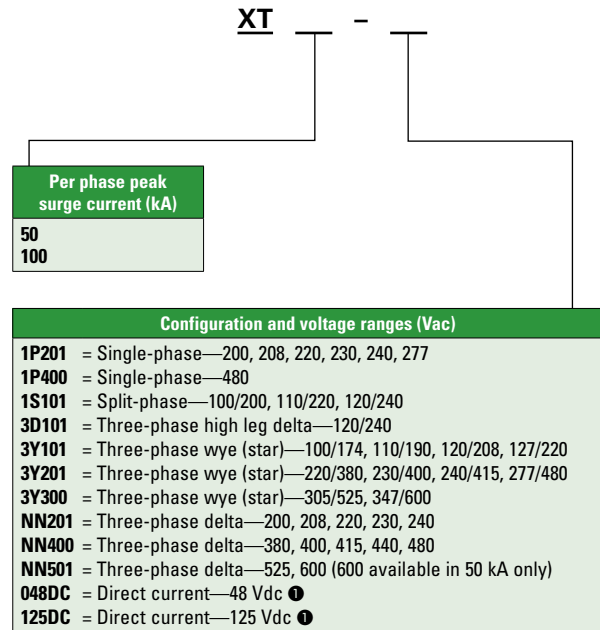 XT __ – __
Per phase peak
surge current (kA)
50
100
Configuration and voltage ranges (Vac)
1P201 = Single-phase—200, 208, 220, 230, 240, 277
1P400 = Single-phase—480
1S101 = Split-phase—100/200, 110/220, 120/240
3D101 = Three-phase high leg delta—120/240
3Y101 = Three-phase wye (star)—100/174, 110/190, 120/208, 127/220
3Y201 = Three-phase wye (star)—220/380, 230/400, 240/415, 277/480
3Y300 = Three-phase wye (star)—305/525, 347/600
NN201 = Three-phase delta—200, 208, 220, 230, 240
NN400 = Three-phase delta—380, 400, 415, 440, 480
NN501 = Three-phase delta—525, 600 (600 available in 50 kA only)
048DC = Direct current—48 Vdc ❶
125DC = Direct current—125 Vdc ❶